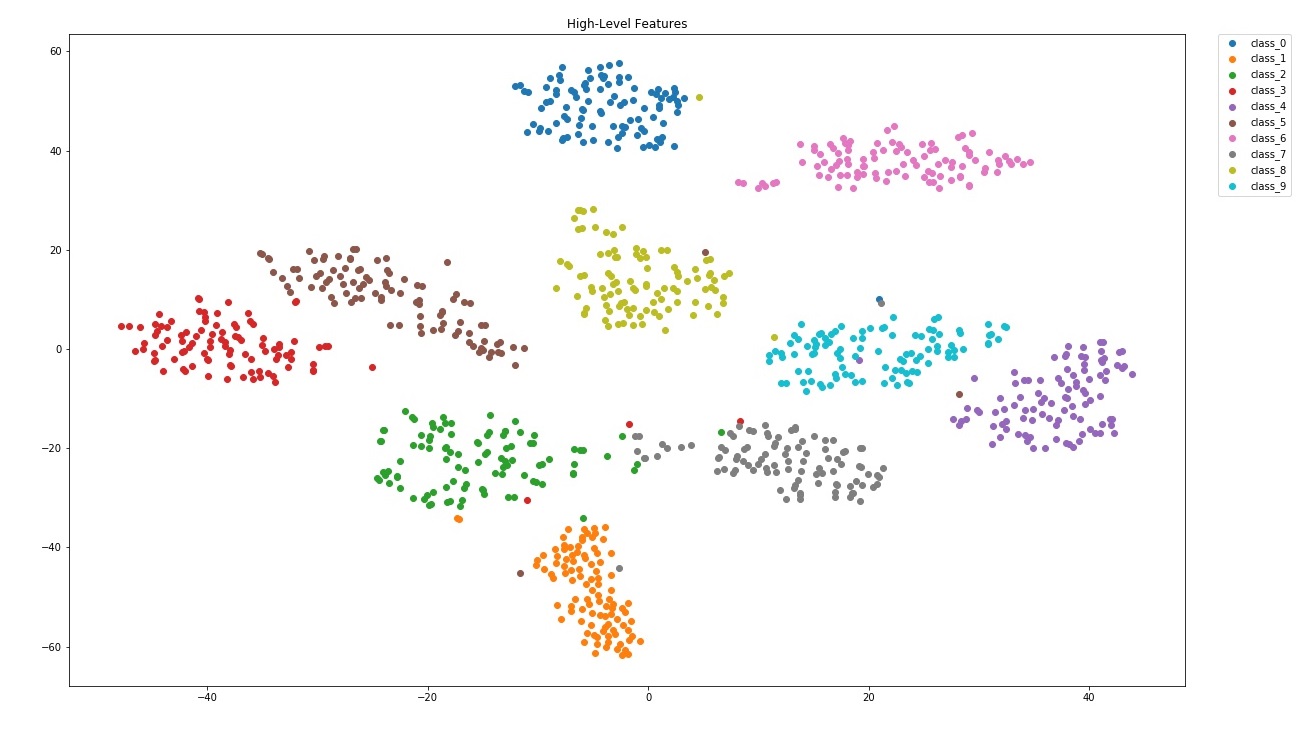 High-Level Features
60
40
20
0
−20
−40
−60
−40
−20
0
20
40
class_0
class_1
class_2
class_3
class_4
class_5
class_6
class_7
class_8
class_9